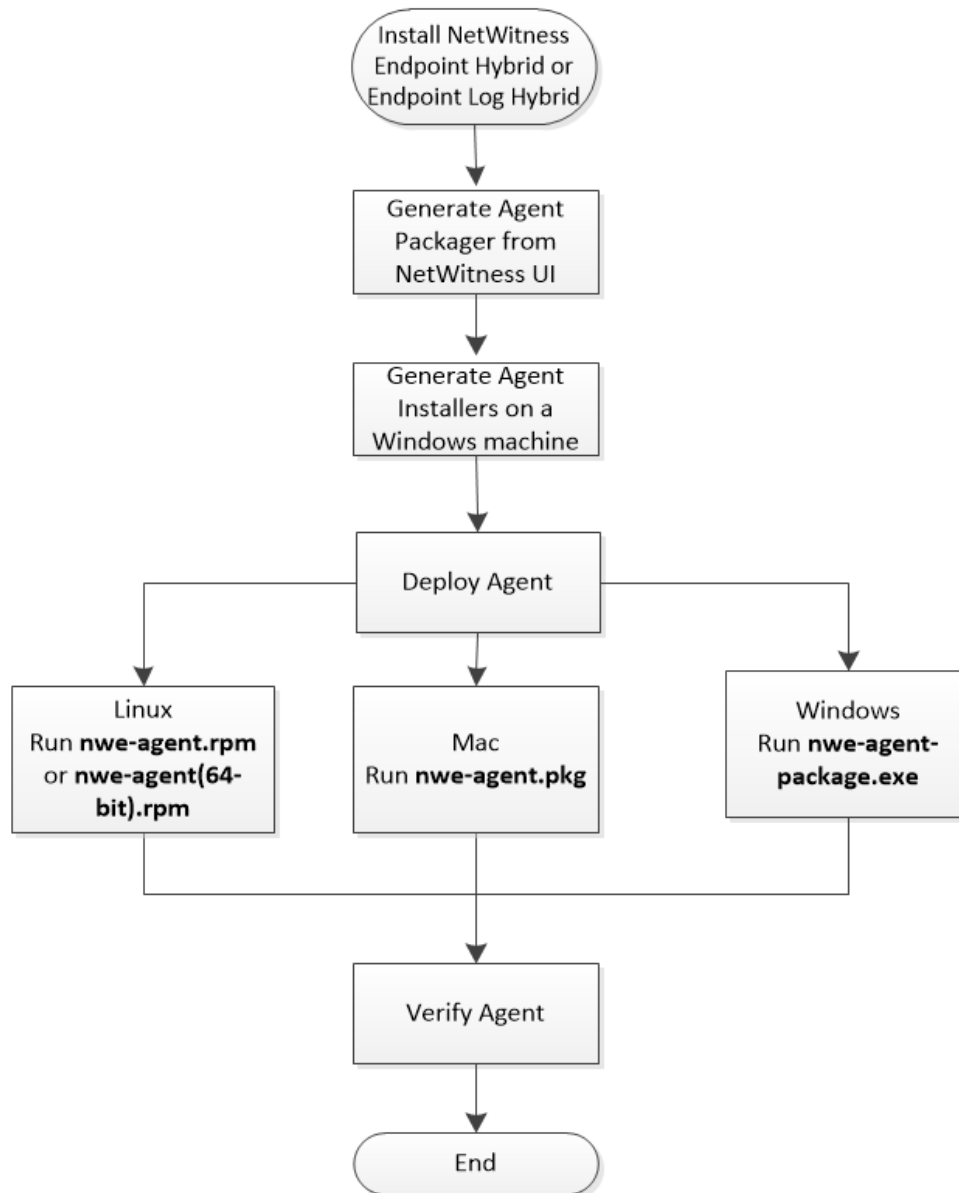 Install NetWitness
Endpoint Hybrid or
Endpoint Log Hybrid
Generate Agent
Packager from
NetWitness UI
Generate Agent
Installers on a
Windows machine
Deploy Agent
Linux
Run nwe-agent.rpm
or nwe-agent(64-
bit).rpm
Mac
Run nwe-agent.pkg
Windows
Run nwe-agent-
package.exe
Verify Agent
End